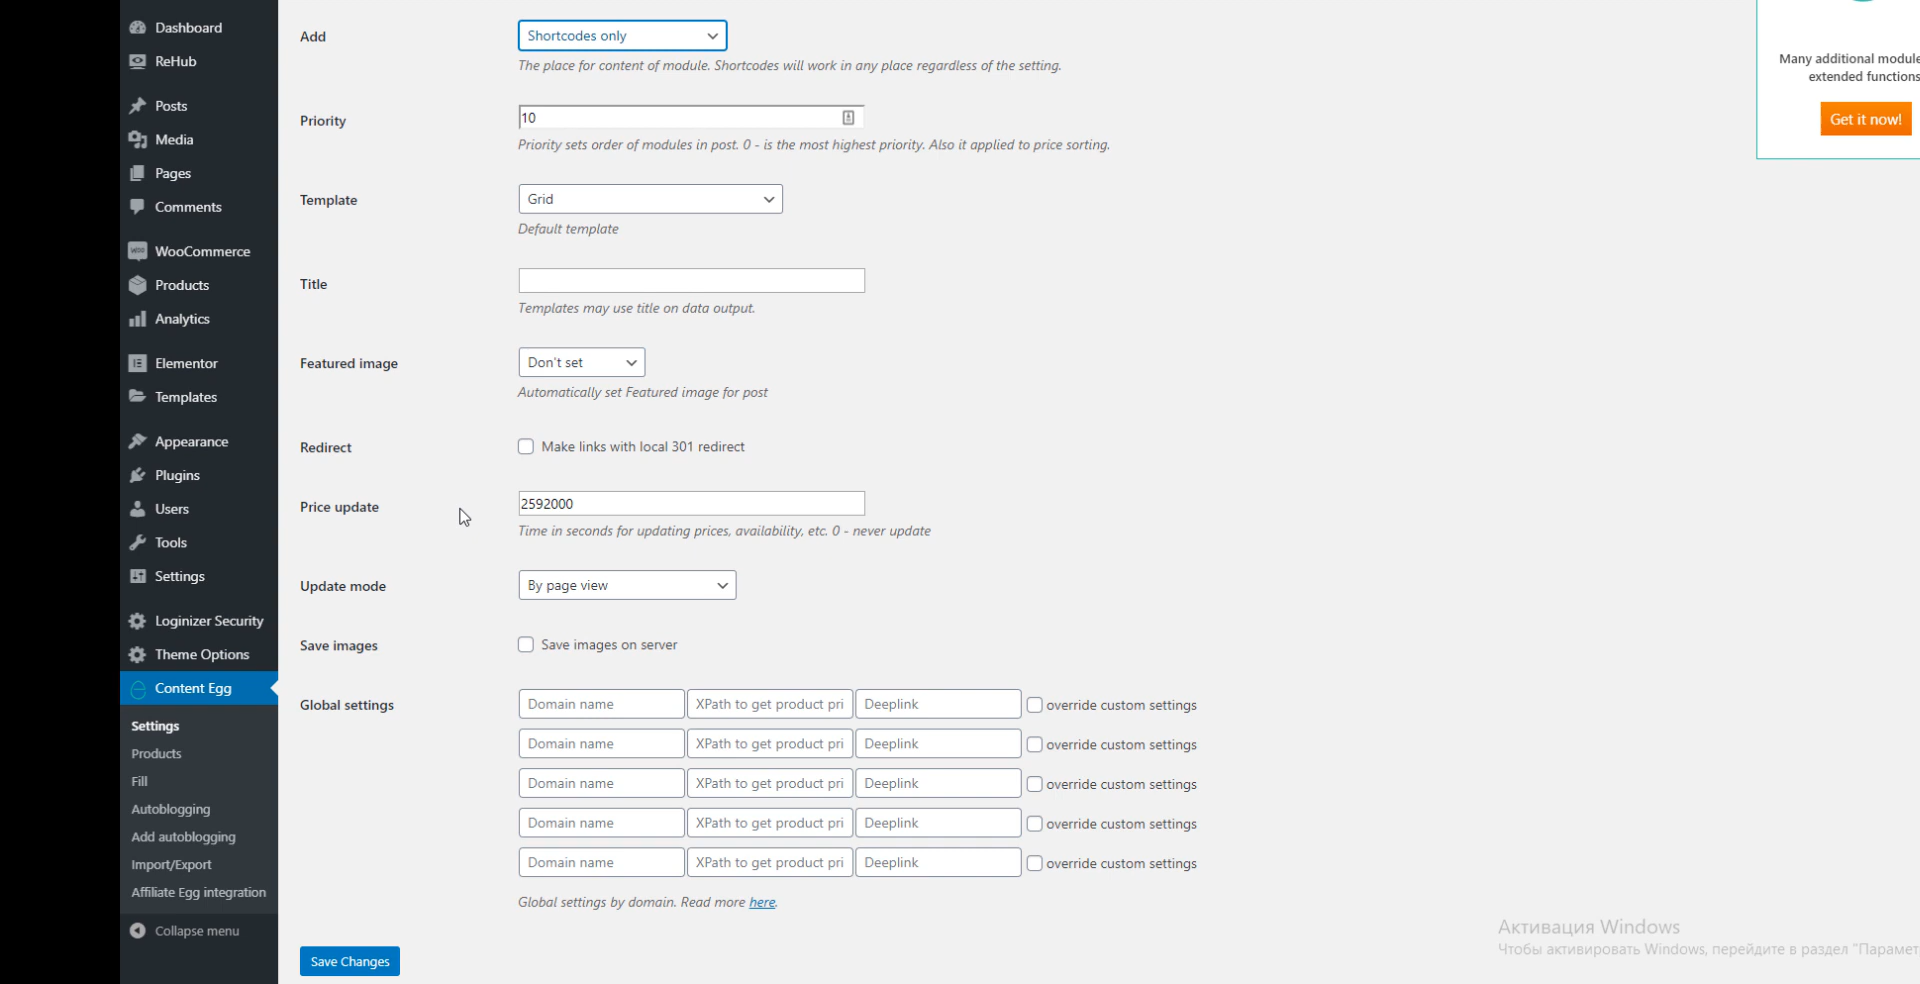 Dashboard
ReHub
Posts
Media
Pages
Comments
WooCommerce
Products
Analytics
Elementor
Templates
Appearance
Plugins
Users
Tools
Settings
Loginizer Security
Theme Options
Content Egg
Settings
Products
Fill
Autoblogging
Add autoblogging
Import/Export
Affiliate Egg integration
Collapse menu
Add
Shortcodes only
The place for content of module. Shortcodes will work in any place regardless of the setting.
Priority
10
Priority sets order of modules in post. 0 - is the most highest priority. Also it applied to price sorting.
Template
Grid
Default template
Title
Templates may use title on data output.
Featured image
Don't set
Automatically set Featured image for post
Redirect
Make links with local 301 redirect
Price update
2592000
Time in seconds for updating prices, availability, etc. 0 - never update
Update mode
By page view
Save images
Save images on server
Global settings
Domain name XPath to get product pri Deeplink override custom settings
Domain name XPath to get product pri Deeplink override custom settings
Domain name XPath to get product pri Deeplink override custom settings
Domain name XPath to get product pri Deeplink override custom settings
Domain name XPath to get product pri Deeplink override custom settings
Global settings by domain. Read more here.
Save Changes
Many additional module
extended functions
Get it now!
Активация Windows
Чтобы активировать Windows, перейдите в раздел "Парамет